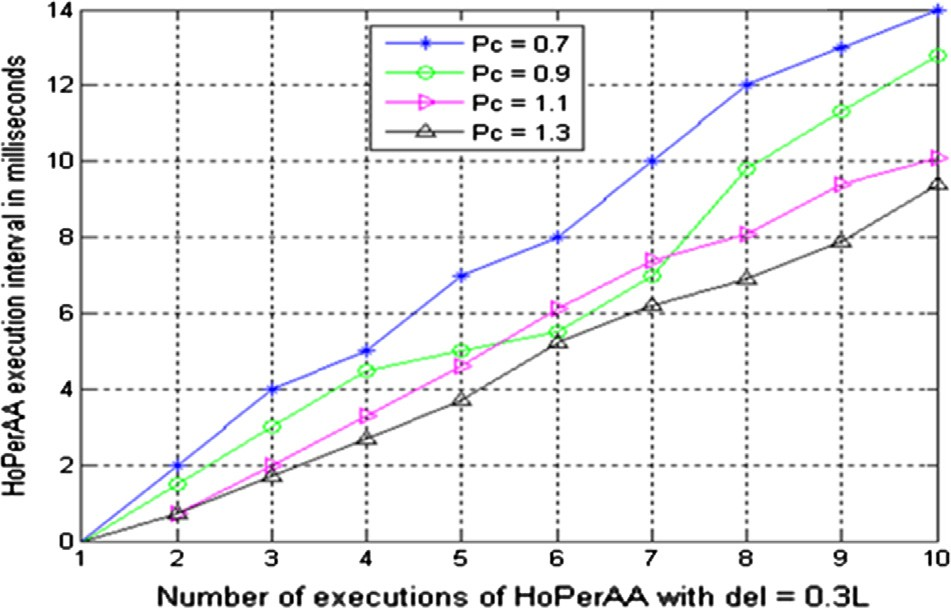 HoPerAA execution interval in milliseconds
14
12
10
8
6
4
2
0
Pc = 0.7
Pc = 0.9
Pc = 1.1
Pc = 1.3
1 2 3 4 5 6 7 8 9 10
Number of executions of HoPerAA with del = 0.3L